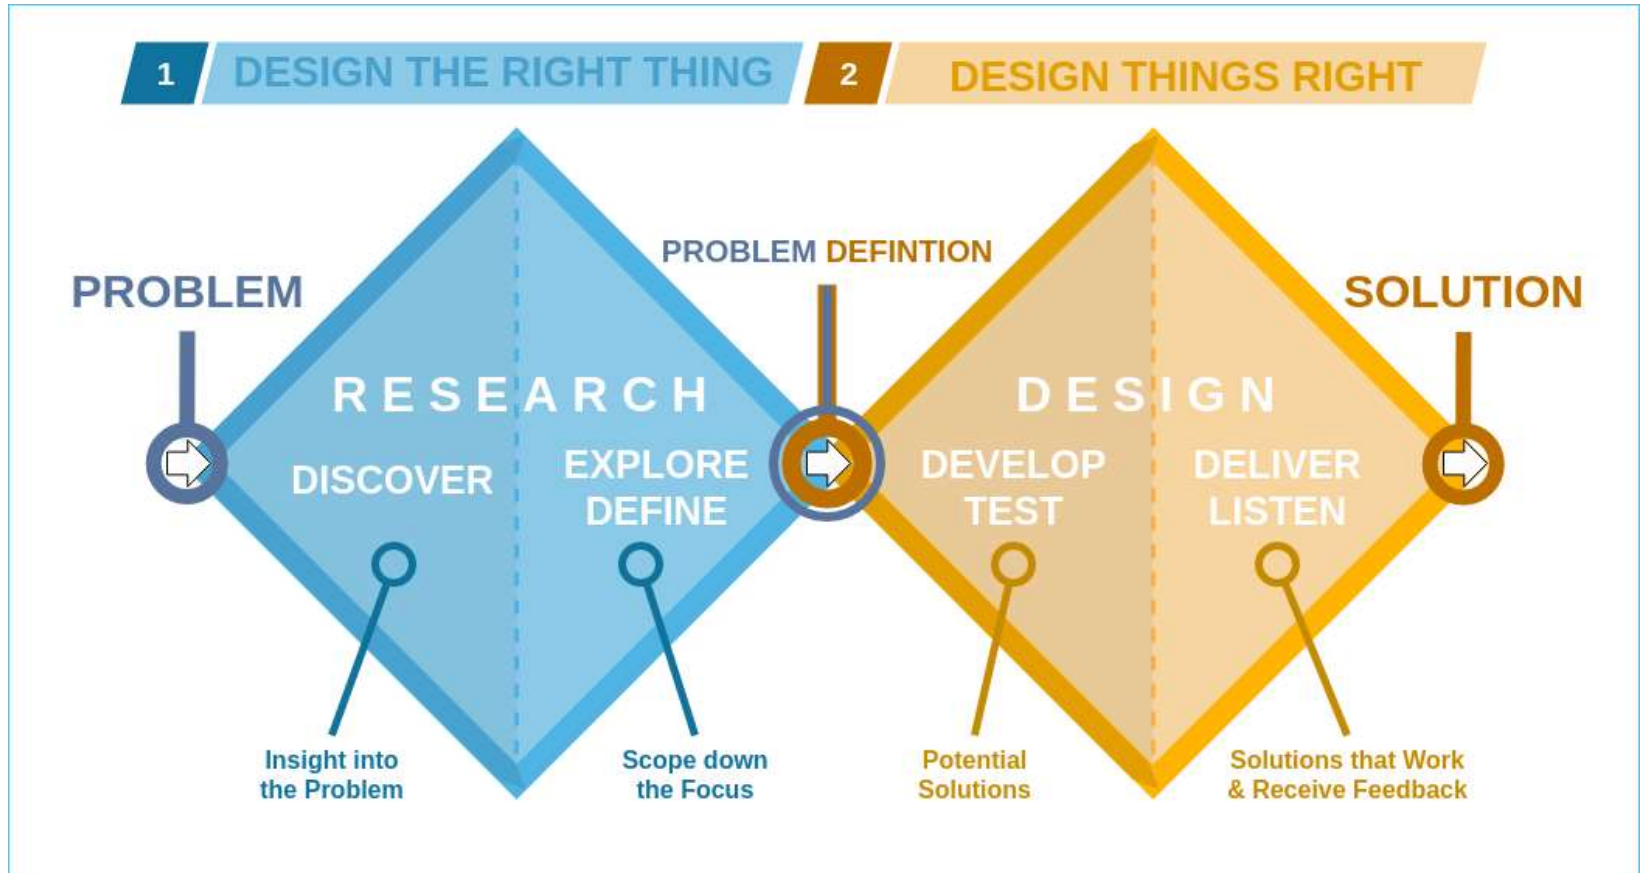 1 DESIGN THE RIGHT THING
2 DESIGN THINGS RIGHT
PROBLEM
PROBLEM DEFINTION
SOLUTION
RESEARCH
DISCOVER
EXPLORE
DEFINE
DESIGN
DEVELOP
TEST
DELIVER
LISTEN
Insight into
the Problem
Scope down
the Focus
Potential
Solutions
Solutions that Work
& Receive Feedback